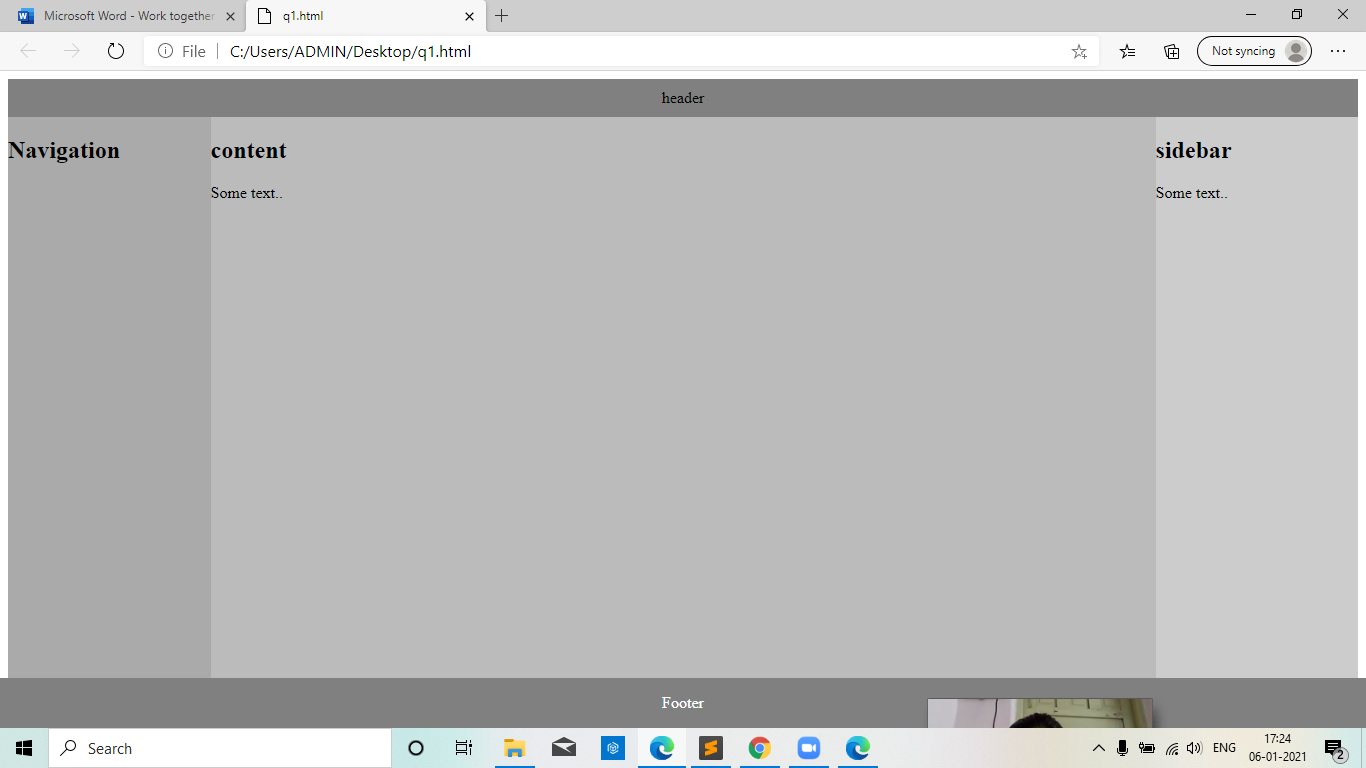 Microsoft Word - Work together
q1.html
File
C:/Users/ADMIN/Desktop/q1.html
Not syncing
header
Navigation
content
sidebar
Some text..
Some text..
Footer
Search
ENG
17:24
06-01-2021
2